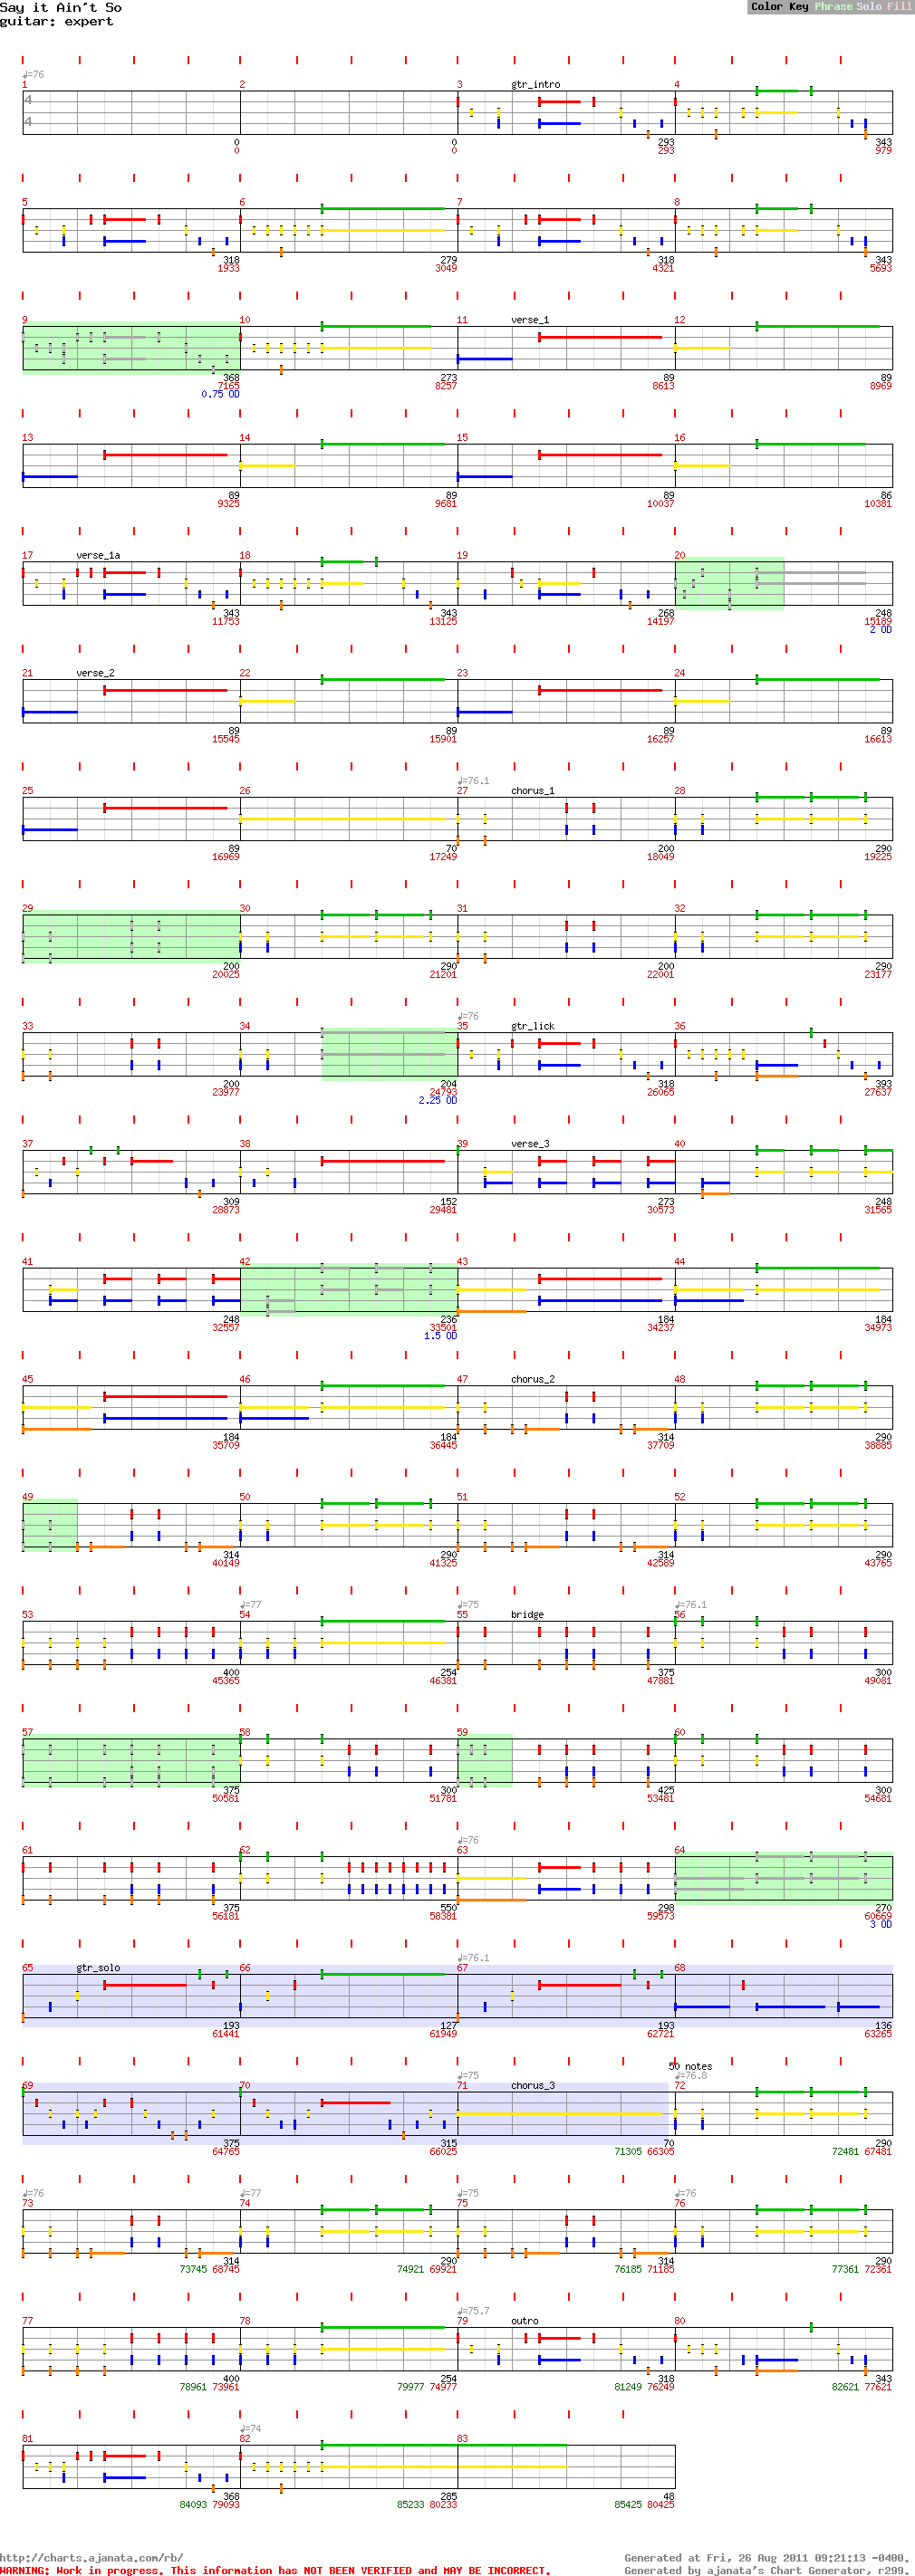 Say it Ain't So
Color Key Phrase Solo Fill
guitar: expert
♩=76
1 2 3 gtr_intro 4
4
4
0 0 293 343
0 0 293 979
5 6 7 8
318 279 318 343
1933 3049 4321 5693
9 10 11 verse_1 12
368 273 89 89
7165 8257 8613 8969
0.75 OD
13 14 15 16
89 89 89 86
9325 9681 10037 10381
17 verse_1a 18 19 20
343 343 268 248
11753 13125 14197 15189
2 OD
21 verse_2 22 23 24
89 89 89 89
15545 15901 16257 16613
♩=76.1
25 26 27 chorus_1 28
89 70 200 290
16969 17249 18049 19225
29 30 31 32
200 290 200 290
20025 21201 22001 23177
♩=76
33 34 35 gtr_lick 36
200 204 318 393
23977 24793 26065 27637
2.25 OD
37 38 39 verse_3 40
309 152 273 248
28873 29481 30573 31565
41 42 43 44
248 236 184 184
32557 33501 34237 34973
1.5 OD
45 46 47 chorus_2 48
184 184 314 290
35709 36445 37709 38885
49 50 51 52
314 290 314 290
40149 41325 42589 43765
♩=77 ♩=75 ♩=76.1
53 54 55 bridge 56
400 254 375 300
45365 46381 47881 49081
57 58 59 60
375 300 425 300
50581 51781 53481 54681
♩=76
61 62 63 64
375 550 298 270
56181 58381 59573 60669
3 OD
♩=76.1
65 gtr_solo 66 67 68
193 127 193 136
61441 61949 62721 63265
50 notes
♩=75 ♩=76.8
69 70 71 chorus_3 72
375 315 70 290
64765 66025 71305 66305 72481 67481
♩=76 ♩=77 ♩=75 ♩=76
73 74 75 76
314 290 314 290
73745 68745 74921 69921 76185 71185 77361 72361
♩=75.7
77 78 79 outro 80
400 254 318 343
78961 73961 79977 74977 81249 76249 82621 77621
♩=74
81 82 83
368 285 48
84093 79093 85233 80233 85425 80425
http://charts.ajanata.com/rb/
Generated at Fri, 26 Aug 2011 09:21:13 -0400.
WARNING: Work in progress. This information has NOT BEEN VERIFIED and MAY BE INCORRECT.
Generated by ajanata's Chart Generator, r299.